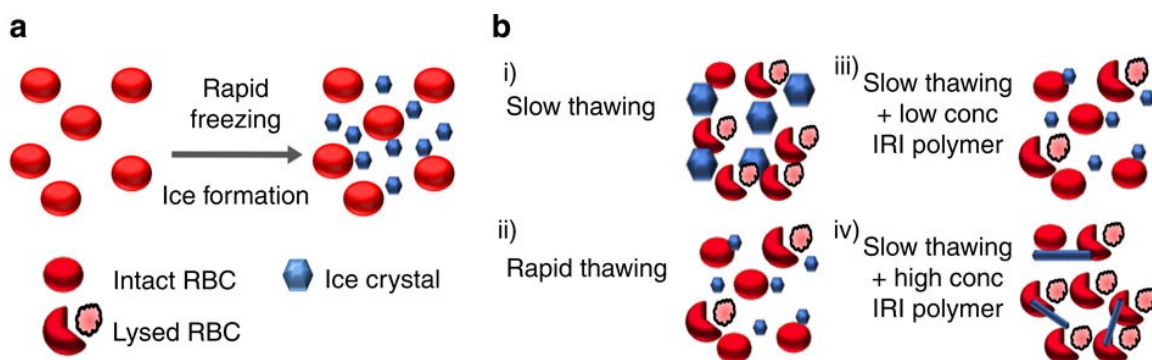 a
Rapid
freezing
Ice formation
Intact RBC
Ice crystal
Lysed RBC
b
i)
Slow thawing
ii)
Rapid thawing
iii)
Slow thawing
+ low conc
IRI polymer
iv)
Slow thawing
+ high conc
IRI polymer